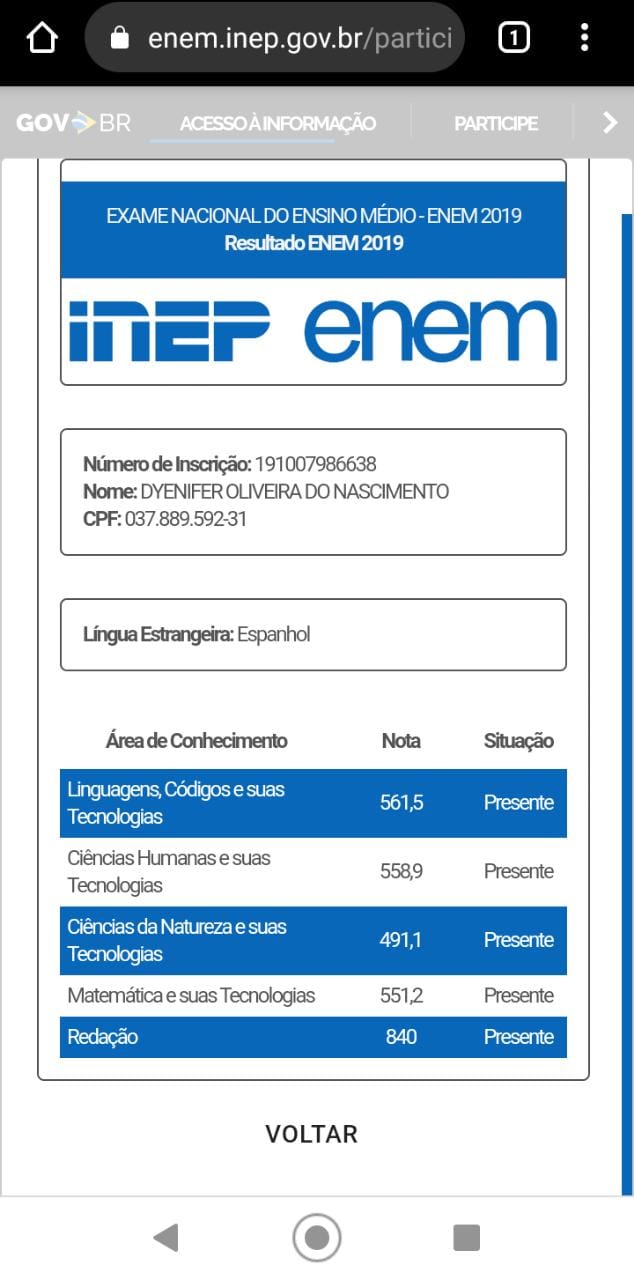 enem.inep.gov.br/partici
1
GOV BR ACESSO À INFORMAÇÃO PARTICIPE
EXAME NACIONAL DO ENSINO MÉDIO - ENEM 2019
Resultado ENEM 2019
inep enem
Número de Inscrição: 191007986638
Nome: DYENIFER OLIVEIRA DO NASCIMENTO
CPF: 037.889.592-31
Língua Estrangeira: Espanhol
Área de Conhecimento Nota Situação
Linguagens, Códigos e suas
Tecnologias 561,5 Presente
Ciências Humanas e suas
Tecnologias 558,9 Presente
Ciências da Natureza e suas
Tecnologias 491,1 Presente
Matemática e suas Tecnologias 551,2 Presente
Redação 840 Presente
VOLTAR